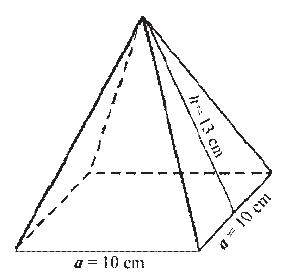 h = 13 cm
a = 10 cm
a = 10 cm